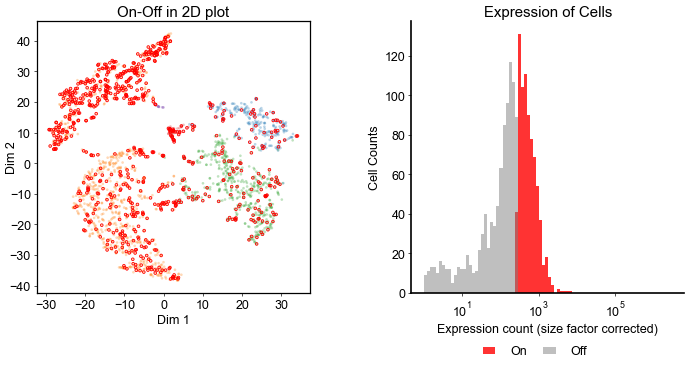 On-Off in 2D plot
40
30
20
10
0
−10
−20
−30
−40
Dim 2
−30 −20 −10 0 10 20 30
Dim 1
Expression of Cells
120
100
80
60
40
20
0
Cell Counts
10^1 10^3 10^5
Expression count (size factor corrected)
On Off